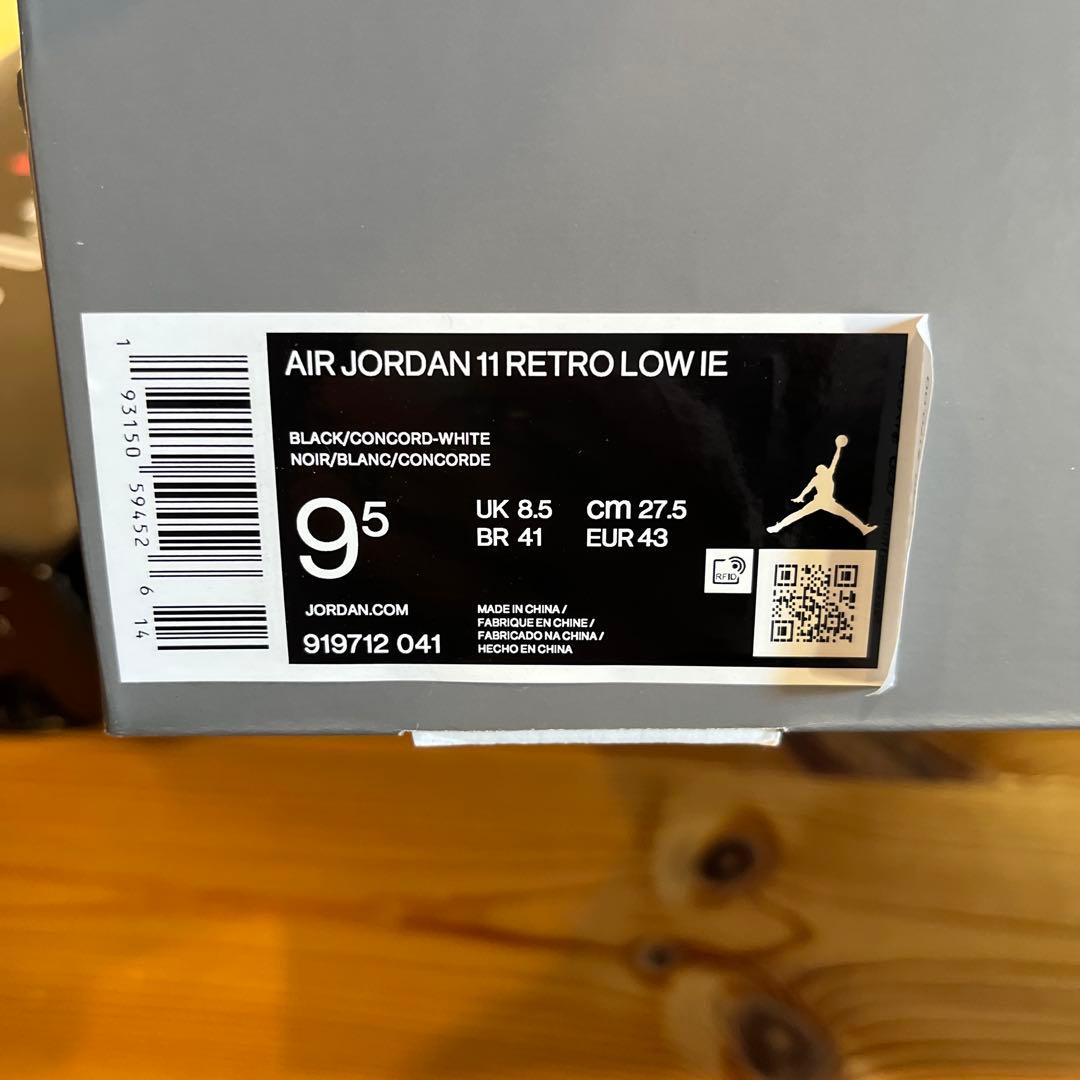 AIR JORDAN 11 RETRO LOW IE
BLACK/CONCORD-WHITE
NOIR/BLANC/CONCORDE
9⁵
UK 8.5 cm 27.5
BR 41 EUR 43
JORDAN.COM
919712 041
MADE IN CHINA /
FABRIQUE EN CHINE /
FABRICADO NA CHINA /
HECHO EN CHINA
RFID
1 93150 59452 6 14